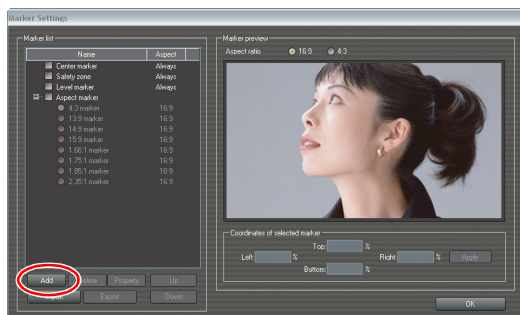 Marker Settings
Marker list
Name Aspect
Center marker Always
Safety zone Always
Level marker Always
Aspect marker
4:3 marker 16:9
13:9 marker 16:9
14:9 marker 16:9
15:9 marker 16:9
1.66:1 marker 16:9
1.75:1 marker 16:9
1.85:1 marker 16:9
2.35:1 marker 16:9
Add Delete Property Up
Import Export Down
Marker preview
Aspect ratio 16:9 4:3
Coordinates of selected marker
Top: %
Left: % Right: % Apply
Bottom: %
OK